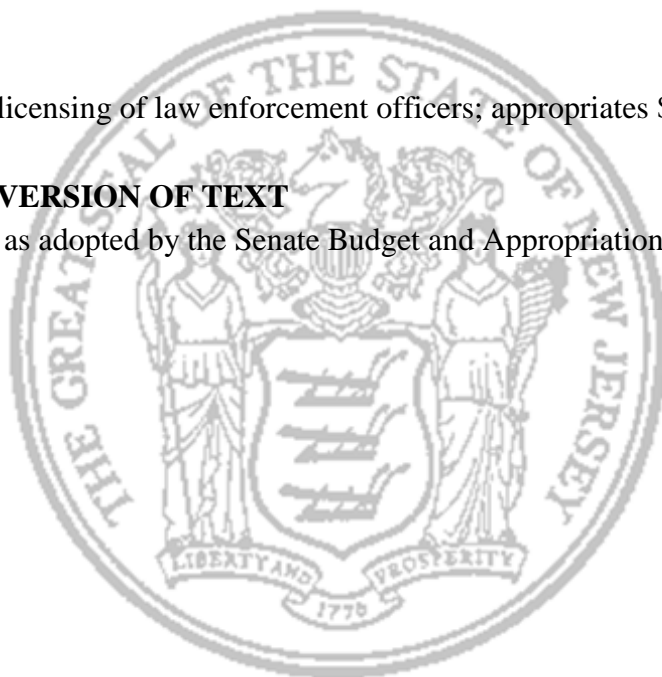 licensing of law enforcement officers; appropriates
VERSION OF TEXT
as adopted by the Senate Budget and Appropriation
THE GREAT SEAL OF THE STATE OF NEW JERSEY
LIBERTY AND PROSPERITY
1776